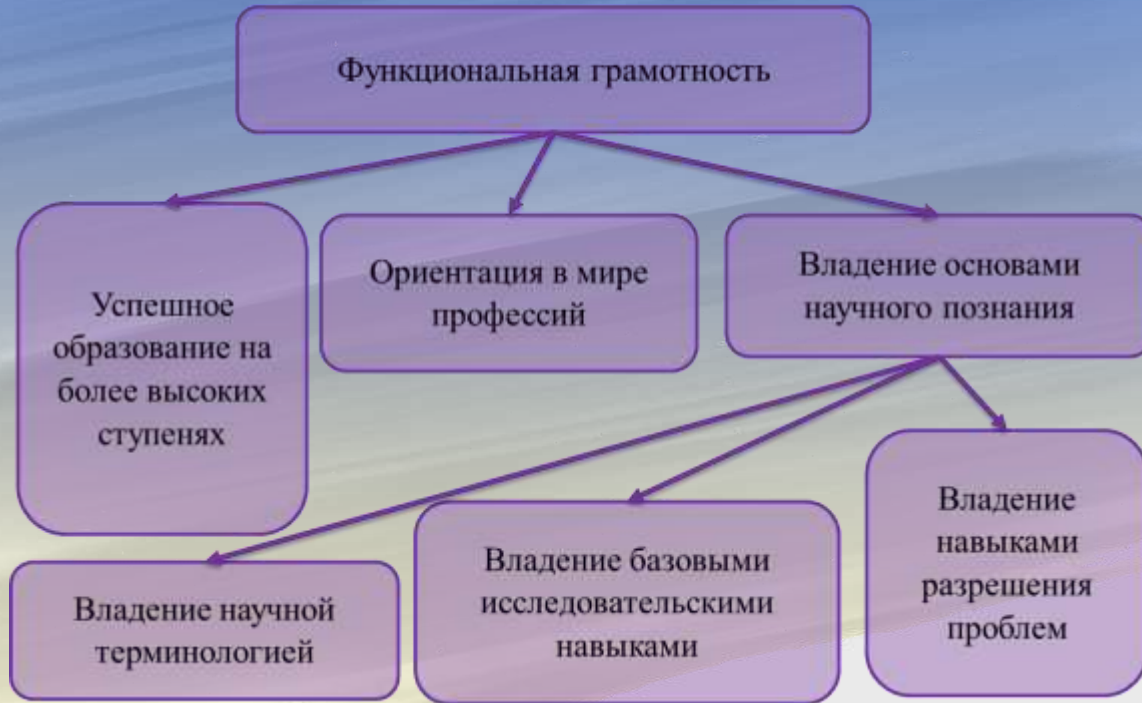 Функциональная грамотность
Успешное
образование на
более высоких
ступенях
Ориентация в мире
профессий
Владение основами
научного познания
Владение научной
терминологией
Владение базовыми
исследовательскими
навыками
Владение
навыками
разрешения
проблем